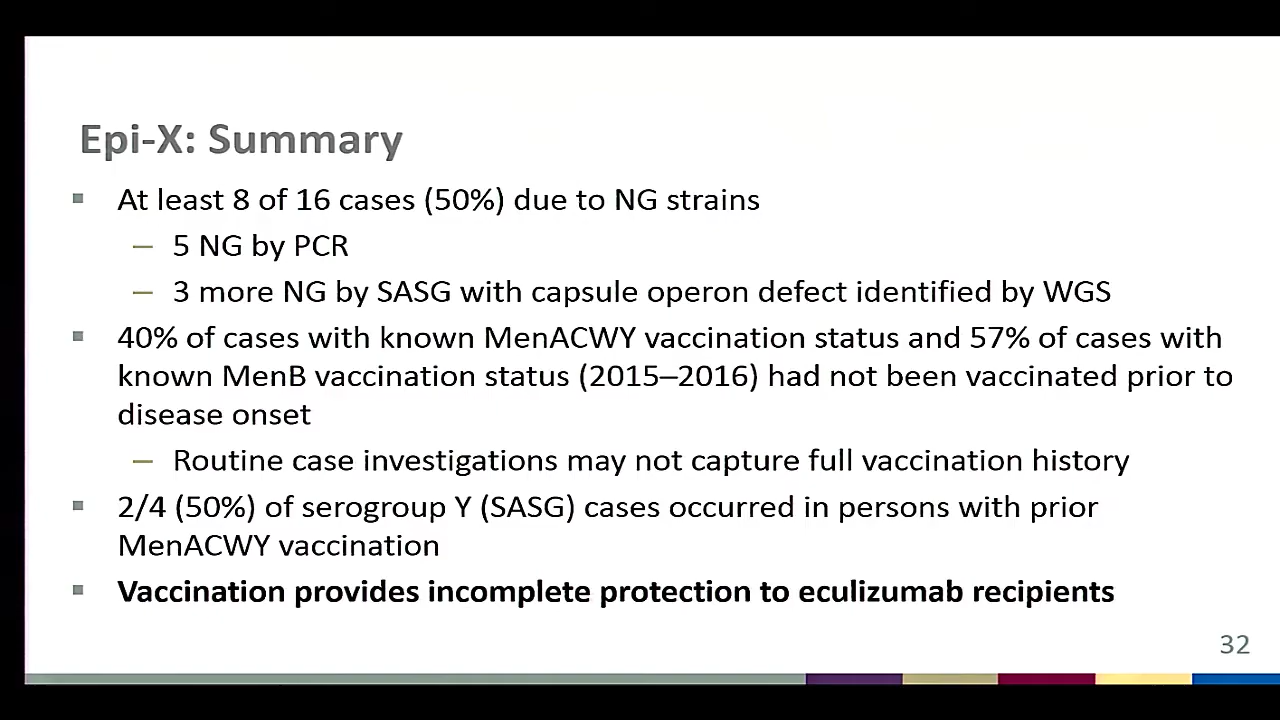 Epi-X: Summary
▪ At least 8 of 16 cases (50%) due to NG strains
– 5 NG by PCR
– 3 more NG by SASG with capsule operon defect identified by WGS
▪ 40% of cases with known MenACWY vaccination status and 57% of cases with
known MenB vaccination status (2015–2016) had not been vaccinated prior to
disease onset
– Routine case investigations may not capture full vaccination history
▪ 2/4 (50%) of serogroup Y (SASG) cases occurred in persons with prior
MenACWY vaccination
▪ Vaccination provides incomplete protection to eculizumab recipients
32